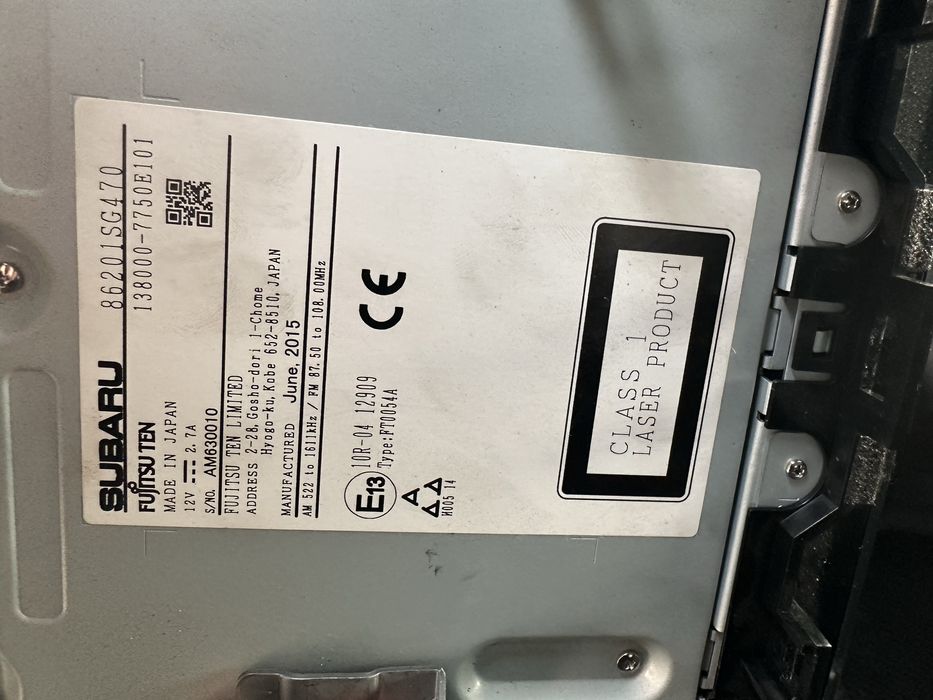 SUBARU 86201SG470
FUJITSU TEN 138000-7750E101
MADE IN JAPAN
12V 2.7A
S/NO. AM630010
FUJITSU TEN LIMITED
ADDRESS 2-28,Gosho-dori 1-Chome
Hyogo-ku,Kobe 652-8510,JAPAN
MANUFACTURED June, 2015
AM 522 to 1611kHz / FM 87.50 to 108.00MHz
E13 10R-04 12909
Type:FT0054A
CE
A
H005 14
CLASS 1
LASER PRODUCT